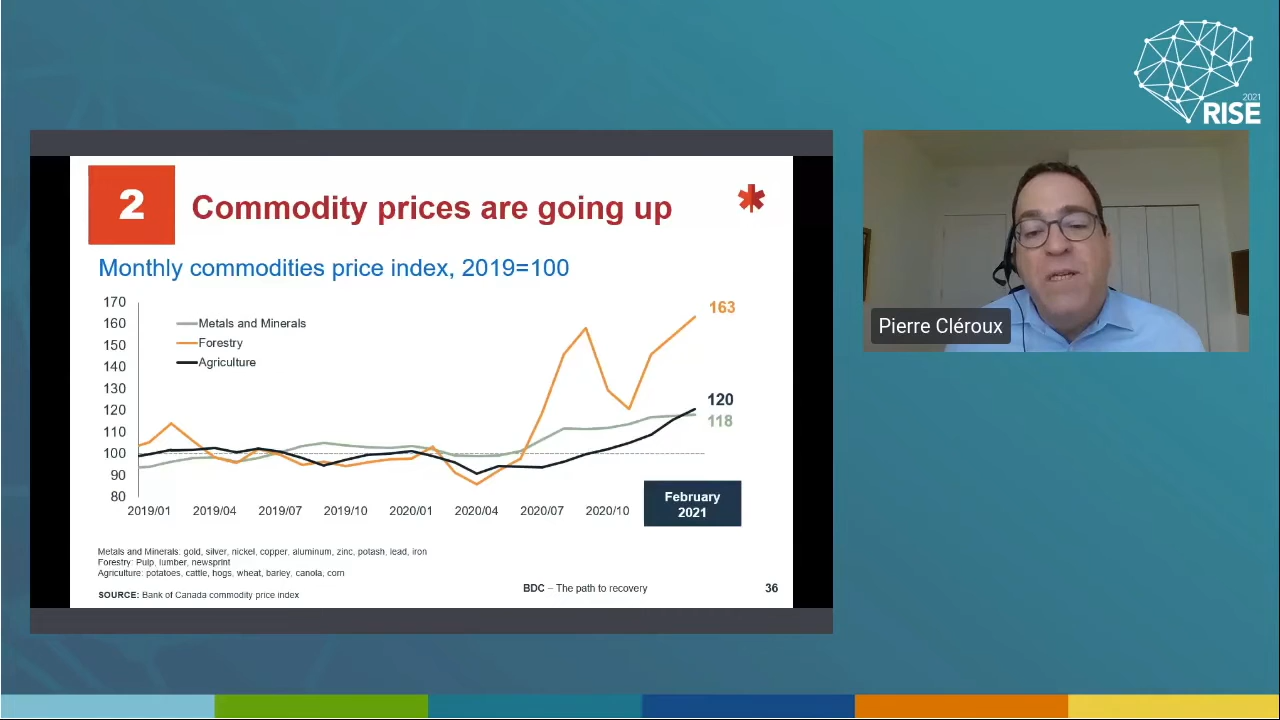 2021
RISE
2
Commodity prices are going up
Monthly commodities price index, 2019=100
170
160
150
140
130
120
110
100
90
80
Metals and Minerals
Forestry
Agriculture
163
120
118
2019/01
2019/04
2019/07
2019/10
2020/01
2020/04
2020/07
2020/10
February
2021
Metals and Minerals: gold, silver, nickel, copper, aluminum, zinc, potash, lead, iron
Forestry: Pulp, lumber, newsprint
Agriculture: potatoes, cattle, hogs, wheat, barley, canola, corn
SOURCE: Bank of Canada commodity price index
BDC – The path to recovery
36
Pierre Cléroux